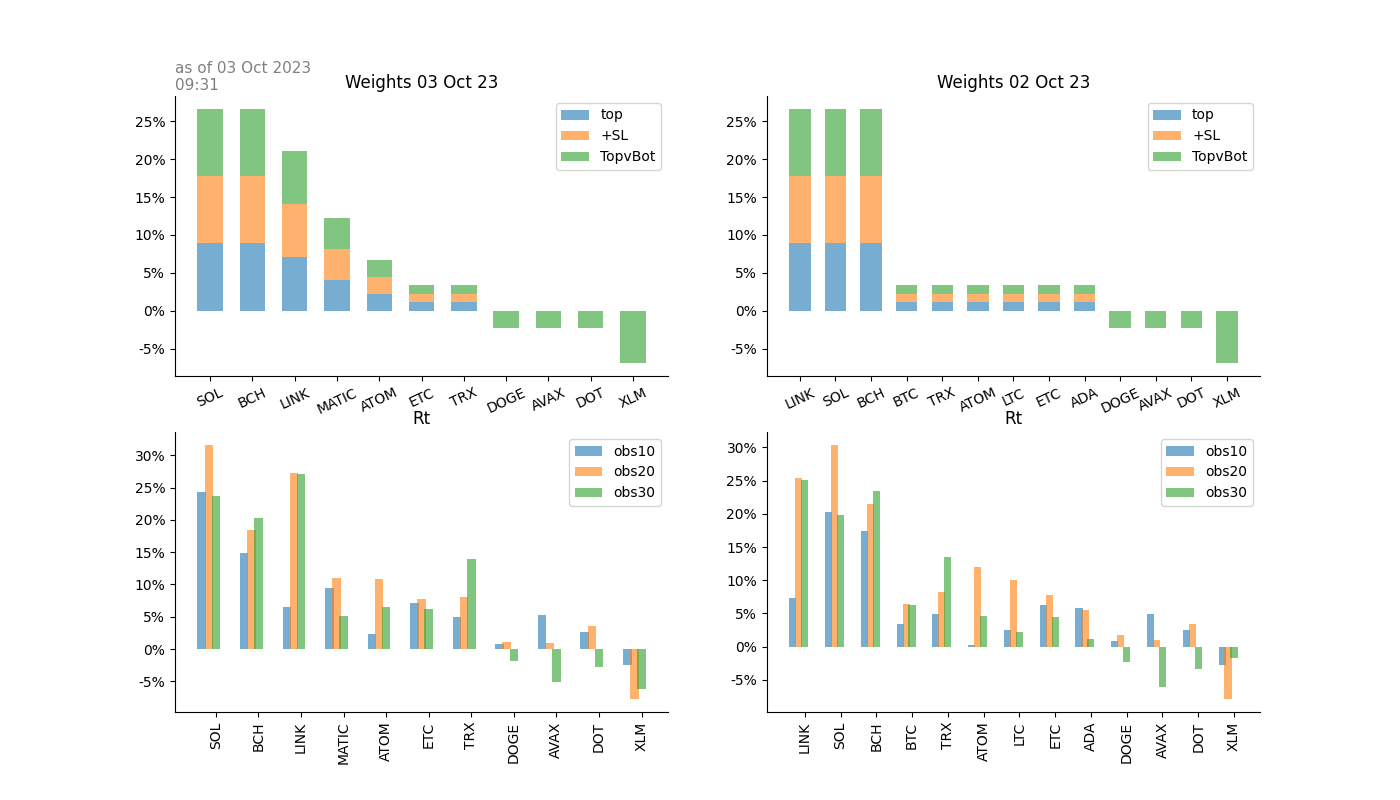 as of 03 Oct 2023
09:31
Weights 03 Oct 23
25%
20%
15%
10%
5%
0%
-5%
top
+SL
TopvBot
SOL BCH LINK MATIC ATOM ETC TRX DOGE AVAX DOT XLM
Weights 02 Oct 23
25%
20%
15%
10%
5%
0%
-5%
top
+SL
TopvBot
LINK SOL BCH BTC TRX ATOM LTC ETC ADA DOGE AVAX DOT XLM
Rt
30%
25%
20%
15%
10%
5%
0%
-5%
obs10
obs20
obs30
SOL BCH LINK MATIC ATOM ETC TRX DOGE AVAX DOT XLM
Rt
30%
25%
20%
15%
10%
5%
0%
-5%
obs10
obs20
obs30
LINK SOL BCH BTC TRX ATOM LTC ETC ADA DOGE AVAX DOT XLM